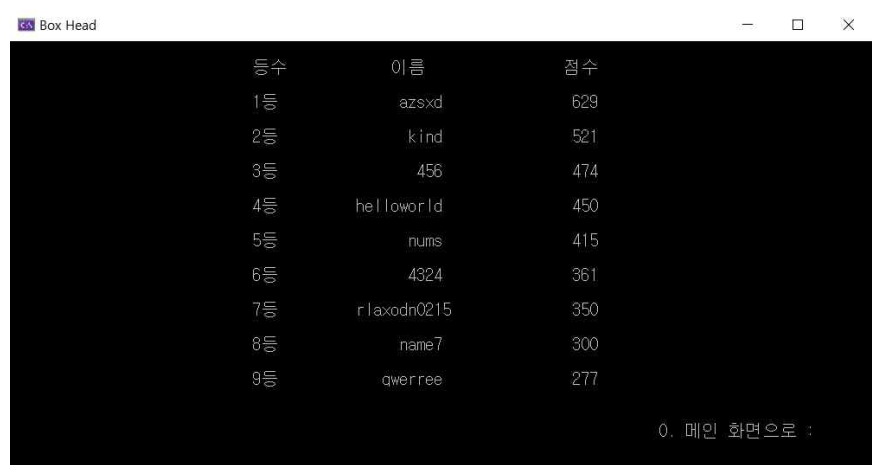 Box Head
등수 이름 점수
1등 azsxd 629
2등 kind 521
3등 456 474
4등 helloworld 450
5등 nums 415
6등 4324 361
7등 rlaxodn0215 350
8등 name7 300
9등 qwerree 277
0. 메인 화면으로 :